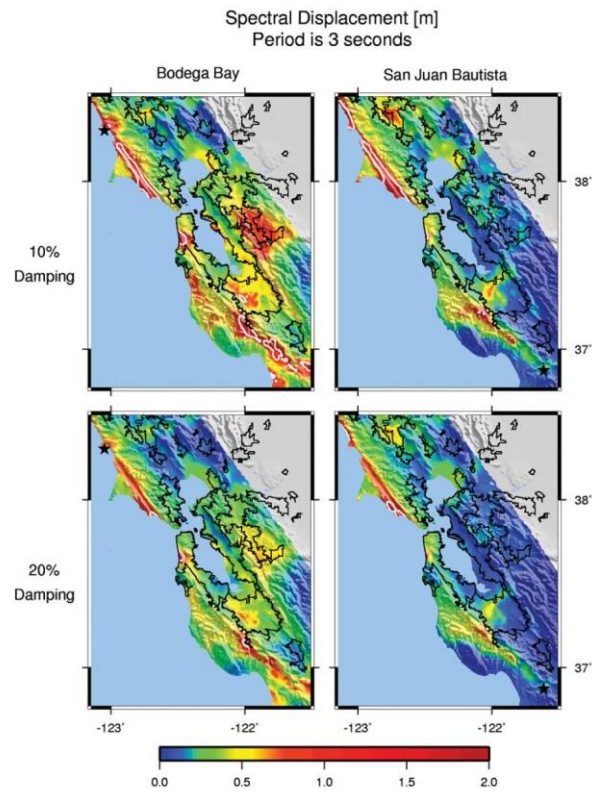 Spectral Displacement [m]
Period is 3 seconds
Bodega Bay
San Juan Bautista
10%
Damping
38˚
37˚
20%
Damping
38˚
37˚
-123˚
-122˚
-123˚
-122˚
0.0
0.5
1.0
1.5
2.0